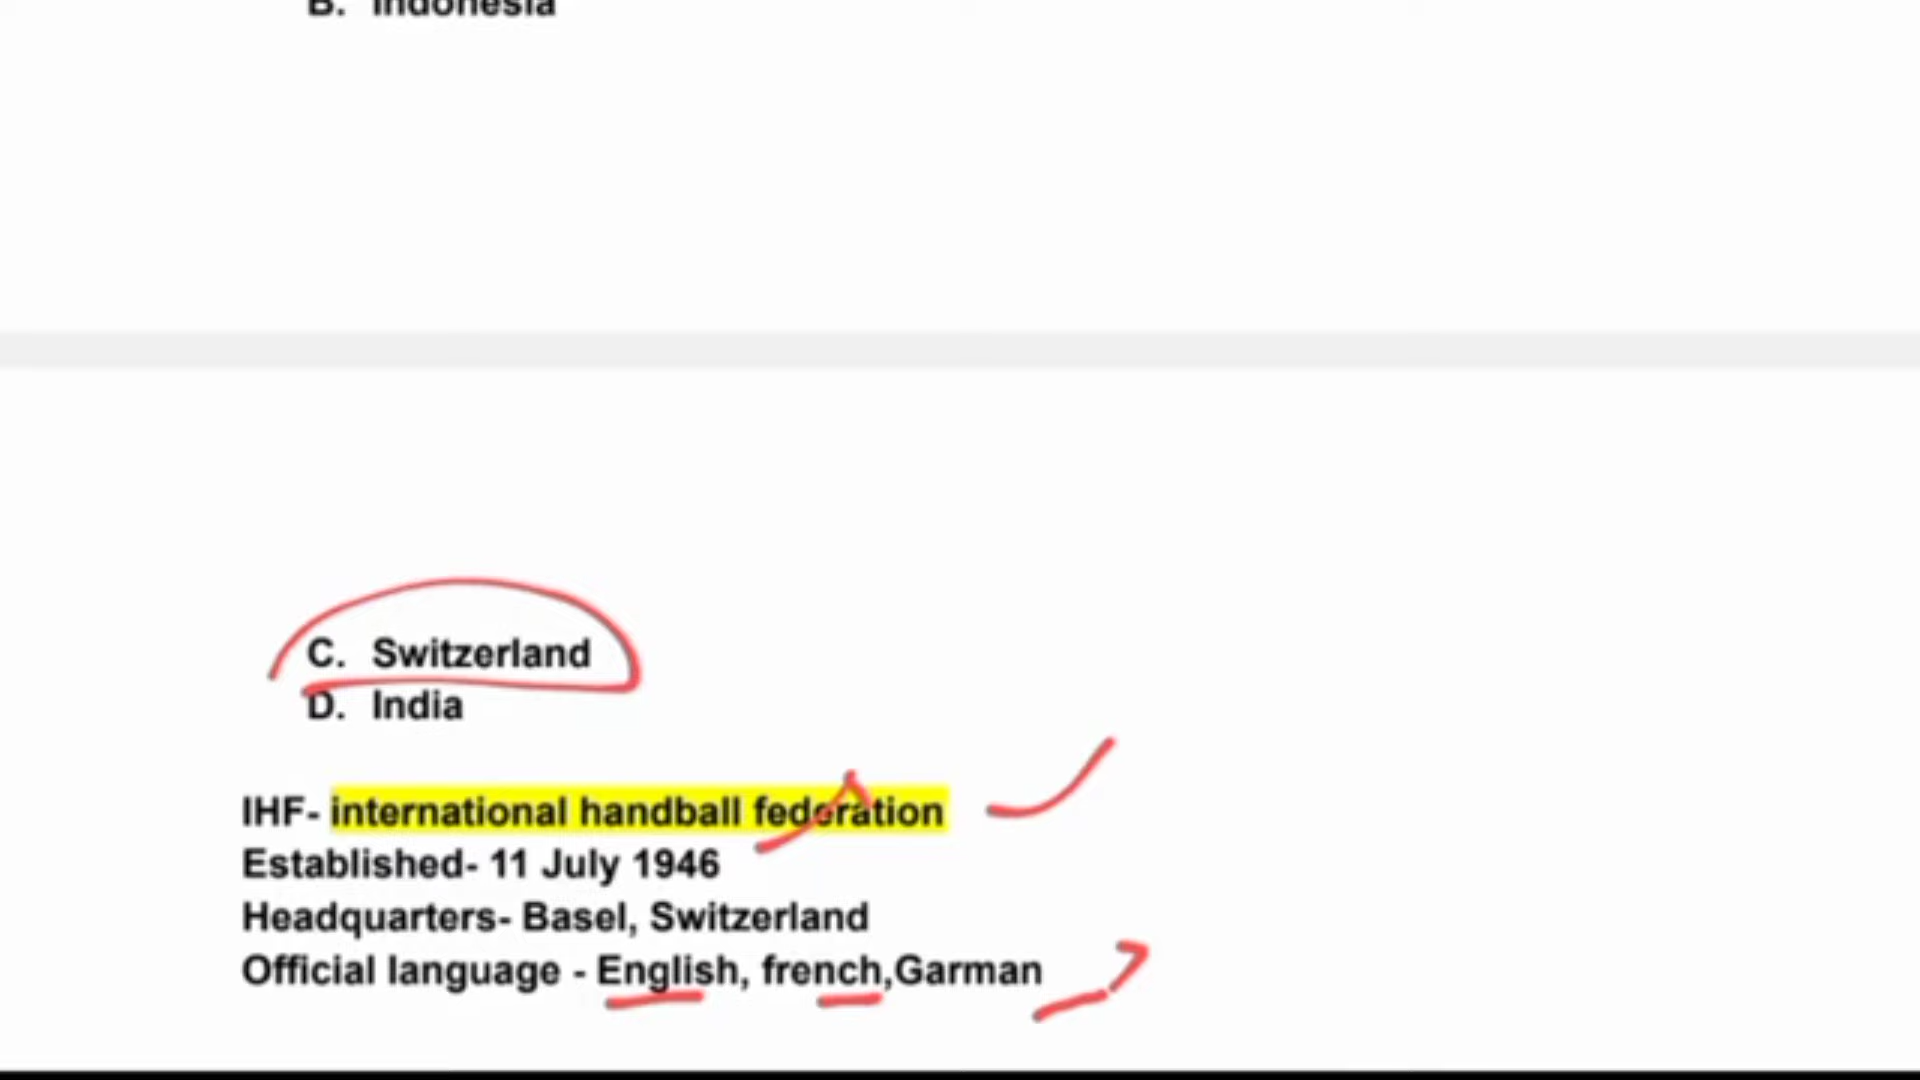 B. Indonesia
C. Switzerland
D. India
IHF- international handball federation
Established- 11 July 1946
Headquarters- Basel, Switzerland
Official language - English, french,Garman